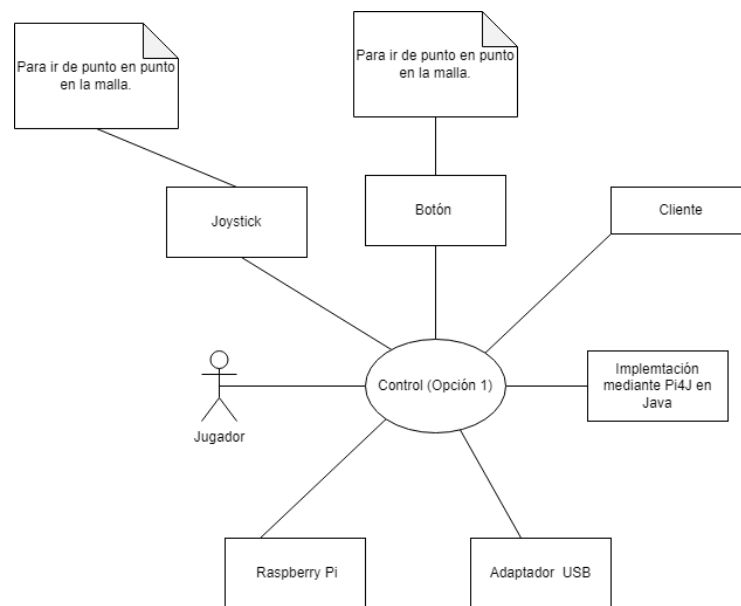 Para ir de punto en punto
en la malla.
Para ir de punto en punto
en la malla.
Joystick
Botón
Cliente
Control (Opción 1)
Implemtación
mediante Pi4J en
Java
Jugador
Raspberry Pi
Adaptador USB